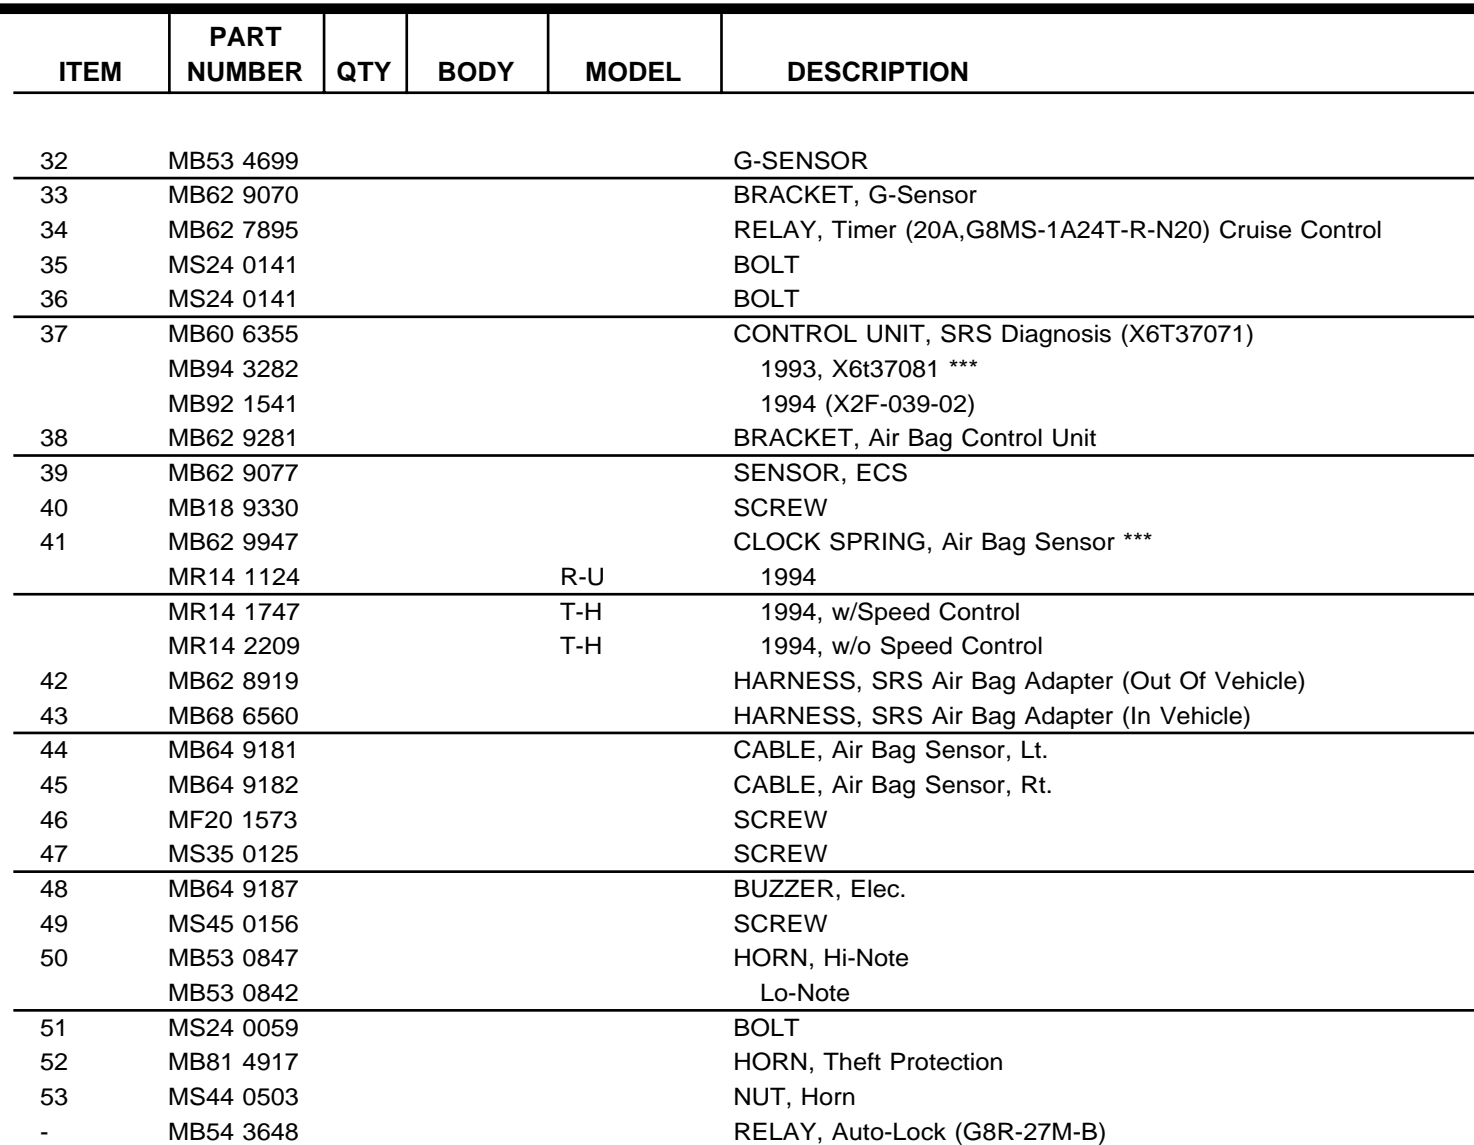 PART
ITEM NUMBER QTY BODY MODEL DESCRIPTION
32 MB53 4699 G-SENSOR
33 MB62 9070 BRACKET, G-Sensor
34 MB62 7895 RELAY, Timer (20A,G8MS-1A24T-R-N20) Cruise Control
35 MS24 0141 BOLT
36 MS24 0141 BOLT
37 MB60 6355 CONTROL UNIT, SRS Diagnosis (X6T37071)
MB94 3282 1993, X6t37081 ***
MB92 1541 1994 (X2F-039-02)
38 MB62 9281 BRACKET, Air Bag Control Unit
39 MB62 9077 SENSOR, ECS
40 MB18 9330 SCREW
41 MB62 9947 CLOCK SPRING, Air Bag Sensor ***
MR14 1124 R-U 1994
MR14 1747 T-H 1994, w/Speed Control
MR14 2209 T-H 1994, w/o Speed Control
42 MB62 8919 HARNESS, SRS Air Bag Adapter (Out Of Vehicle)
43 MB68 6560 HARNESS, SRS Air Bag Adapter (In Vehicle)
44 MB64 9181 CABLE, Air Bag Sensor, Lt.
45 MB64 9182 CABLE, Air Bag Sensor, Rt.
46 MF20 1573 SCREW
47 MS35 0125 SCREW
48 MB64 9187 BUZZER, Elec.
49 MS45 0156 SCREW
50 MB53 0847 HORN, Hi-Note
MB53 0842 Lo-Note
51 MS24 0059 BOLT
52 MB81 4917 HORN, Theft Protection
53 MS44 0503 NUT, Horn
- MB54 3648 RELAY, Auto-Lock (G8R-27M-B)